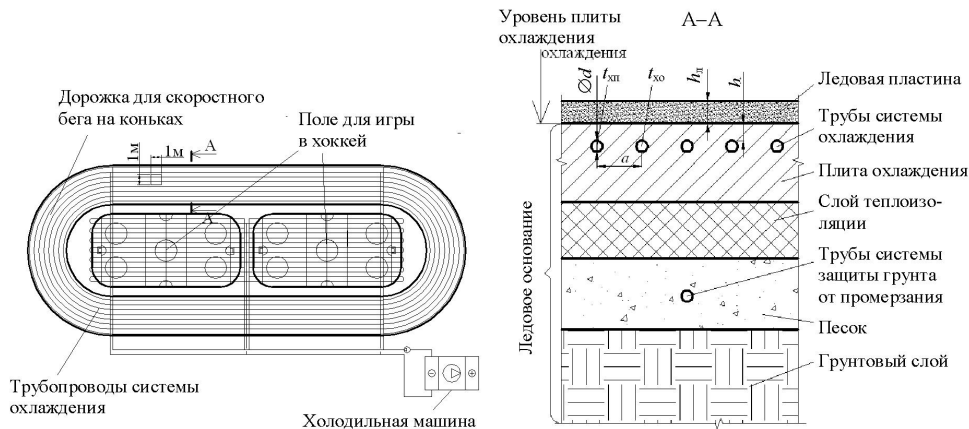 Уровень плиты
охлаждения
охлаждения
А–А
Дорожка для скоростного
бега на коньках
Поле для игры
в хоккей
1м
1м
А
А
Трубопроводы системы
охлаждения
Холодильная машина
Ледовое основание
Ød
tхп
tхо
hл
h
a
Ледовая пластина
Трубы системы
охлаждения
Плита охлаждения
Слой теплоизо-
ляции
Трубы системы
защиты грунта
от промерзания
Песок
Грунтовый слой